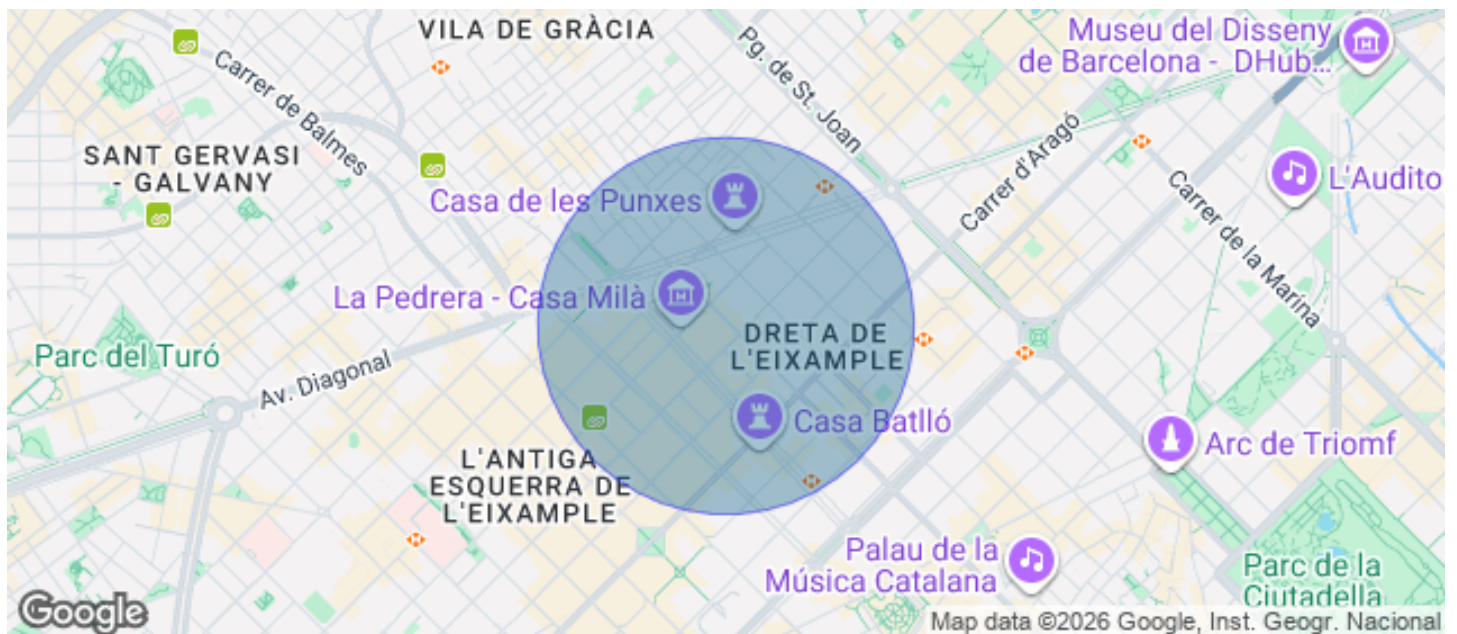 VILA DE GRÀCIA
Museu del Disseny
de Barcelona - DHub...
Carrer de Balmes
Pg. de St. Joan
SANT GERVASI
- GALVANY
Carrer d'Aragó
L'Audito
Casa de les Punxes
Carrer de la Marina
La Pedrera - Casa Milà
DRETA DE
L'EIXAMPLE
Parc del Turó
Av. Diagonal
Casa Batlló
Arc de Triomf
L'ANTIGA
ESQUERRA DE
L'EIXAMPLE
Palau de la
Música Catalana
Parc de la
Ciutadella
Google
Map data ©2026 Google, Inst. Geogr. Nacional